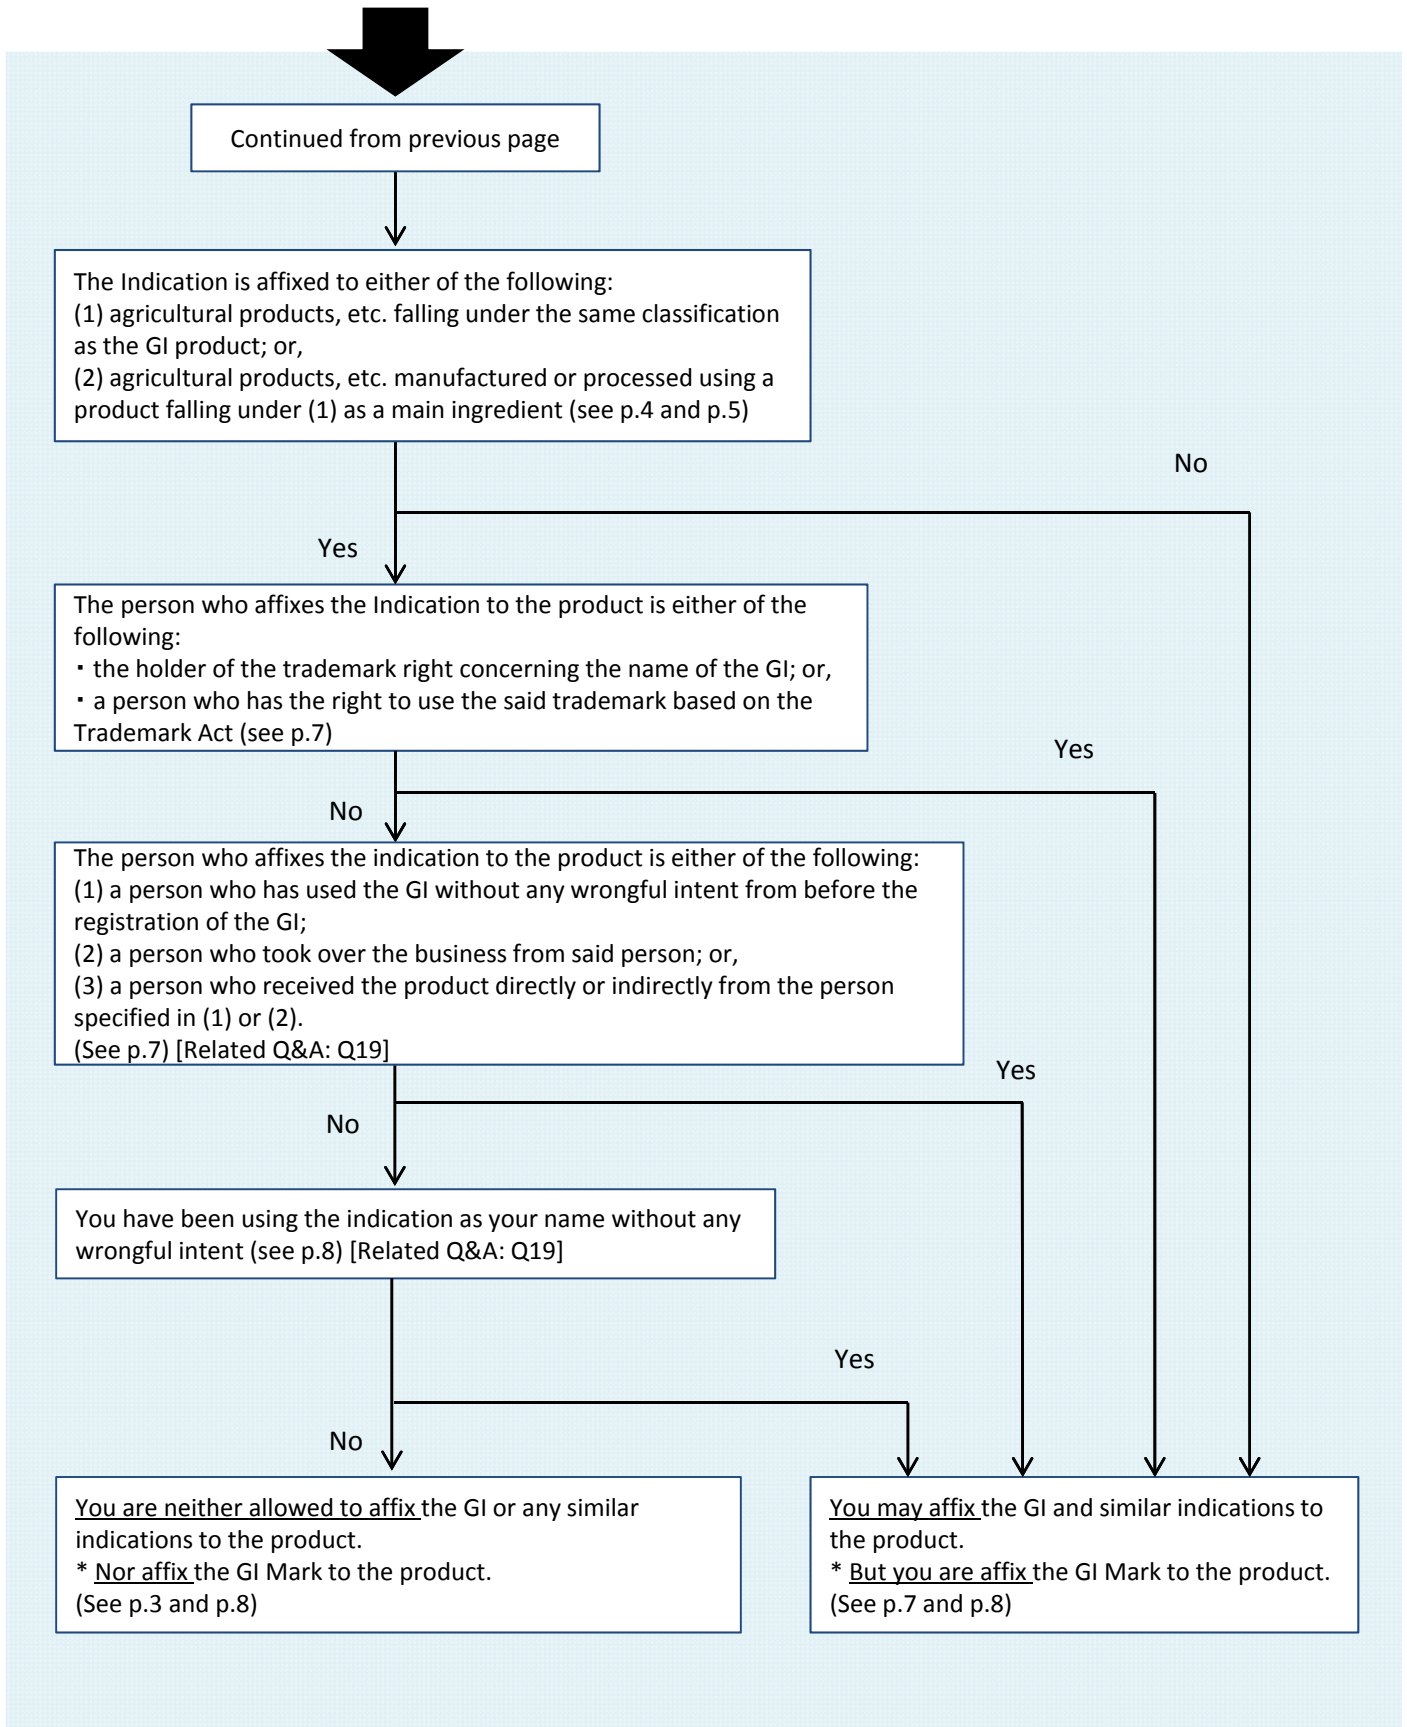 Continued from previous page
The Indication is affixed to either of the following:
(1) agricultural products, etc. falling under the same classification
as the GI product; or,
(2) agricultural products, etc. manufactured or processed using a
product falling under (1) as a main ingredient (see p.4 and p.5)
No
Yes
The person who affixes the Indication to the product is either of the
following:
・the holder of the trademark right concerning the name of the GI; or,
・a person who has the right to use the said trademark based on the
Trademark Act (see p.7)
Yes
No
The person who affixes the indication to the product is either of the following:
(1) a person who has used the GI without any wrongful intent from before the
registration of the GI;
(2) a person who took over the business from said person; or,
(3) a person who received the product directly or indirectly from the person
specified in (1) or (2).
(See p.7) [Related Q&A: Q19]
Yes
No
You have been using the indication as your name without any
wrongful intent (see p.8) [Related Q&A: Q19]
Yes
No
You are neither allowed to affix the GI or any similar
indications to the product.
* Nor affix the GI Mark to the product.
(See p.3 and p.8)
You may affix the GI and similar indications to
the product.
* But you are affix the GI Mark to the product.
(See p.7 and p.8)